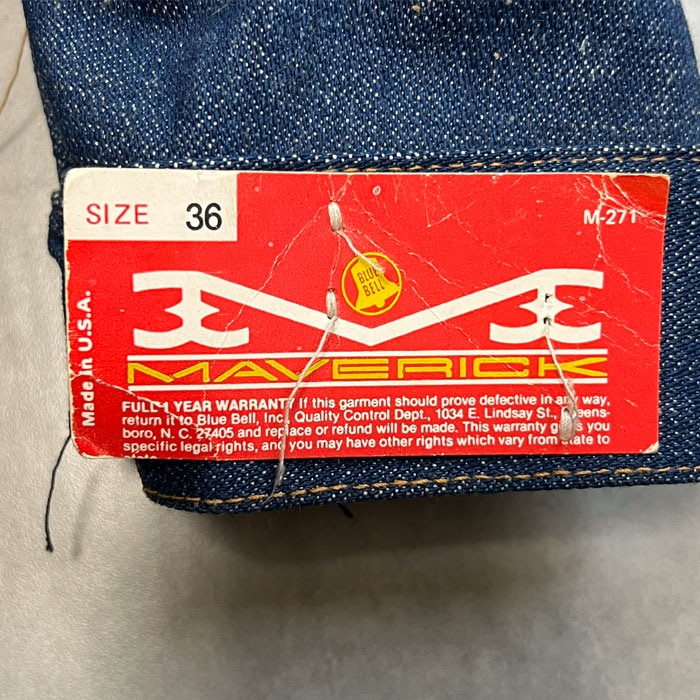 SIZE 36
M-271
BLUE
BELL
MAVERICK
Made in U.S.A.
FULL 1 YEAR WARRANTY If this garment should prove defective in any way,
return it to Blue Bell, Inc., Quality Control Dept., 1034 E. Lindsay St., Greens-
boro, N. C. 27405 and replace or refund will be made. This warranty gives you
specific legal rights, and you may have other rights which vary from state to